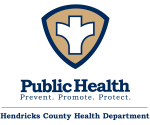 Public Health
Prevent. Promote. Protect.
Hendricks County Health Department